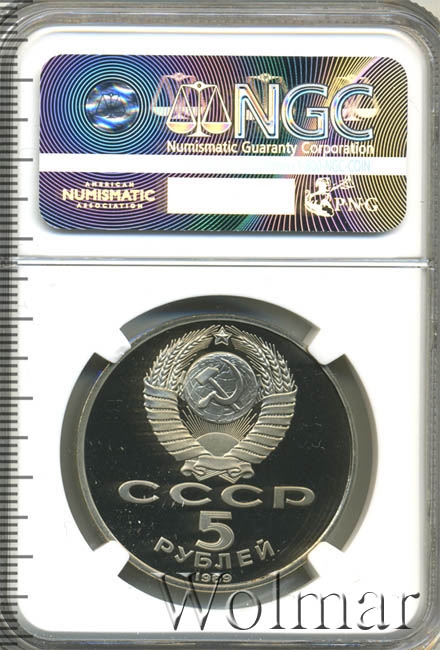 NGC
Numismatic Guaranty Corporation
AMERICAN
NUMISMATIC
ASSOCIATION
PNG
СССР
5
РУБЛЕЙ
1989
Wolmar